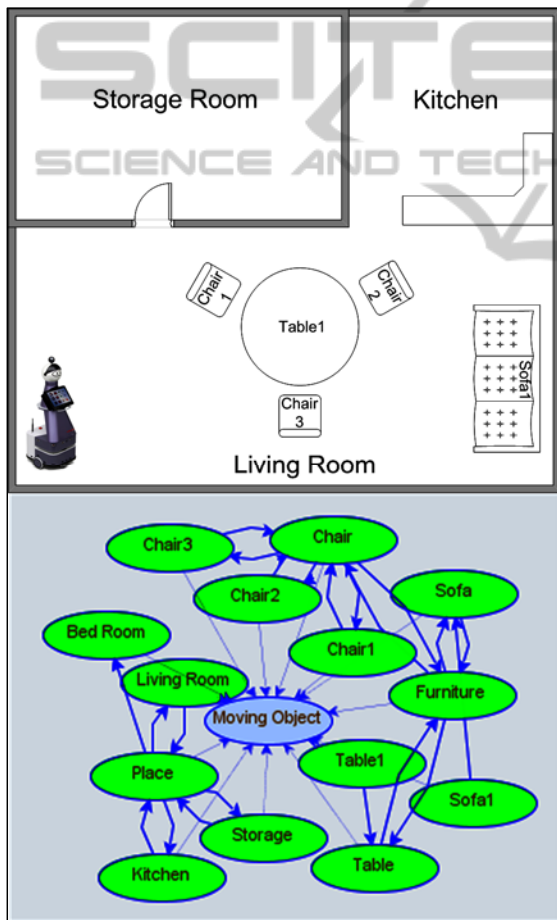 SCITE
Storage Room
Kitchen
SCIENCE AND TECH
Chair
1
Chair
2
Table1
Sofa1
Chair
3
Living Room
Chair3
Chair
Chair2
Sofa
Bed Room
Chair1
Living Room
Furniture
Moving Object
Place
Table1
Sofa1
Storage
Kitchen
Table